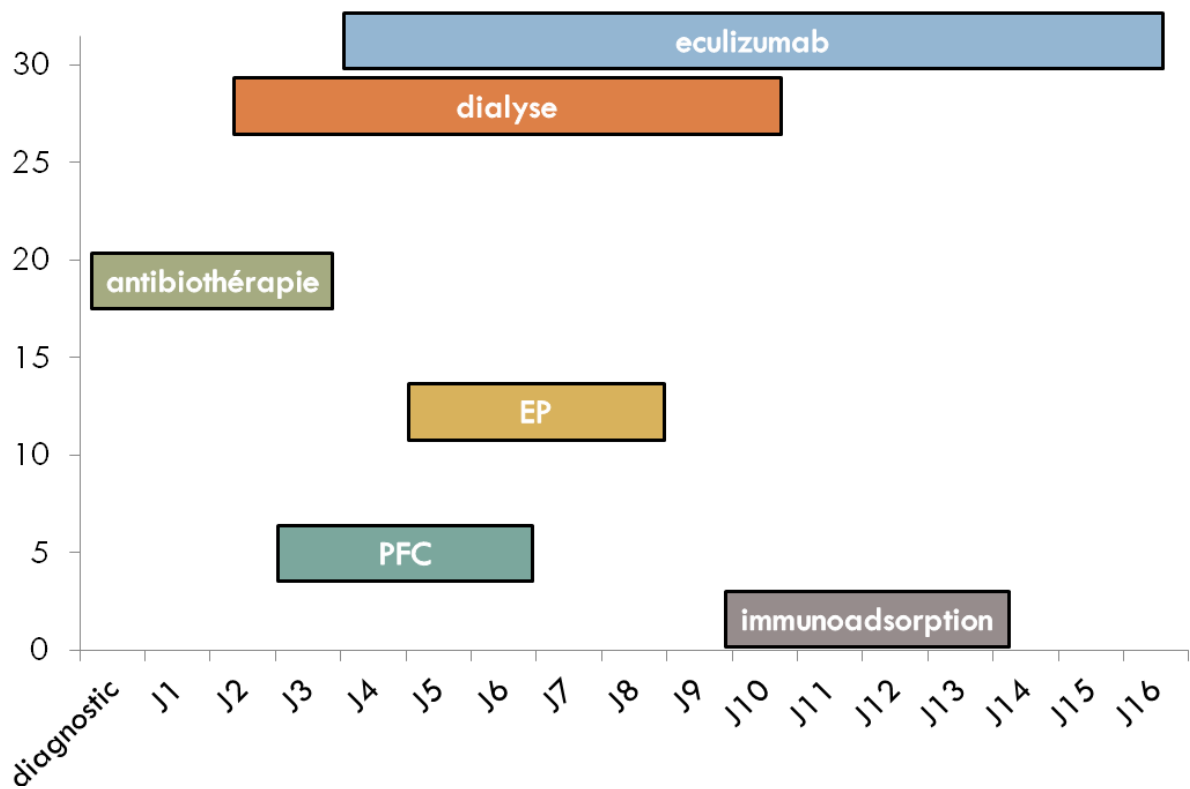 eculizumab
30
dialyse
25
20
antibiothérapie
15
EP
10
5
PFC
immunoadsorption
0
diagnostic J1 J2 J3 J4 J5 J6 J7 J8 J9 J10 J11 J12 J13 J14 J15 J16